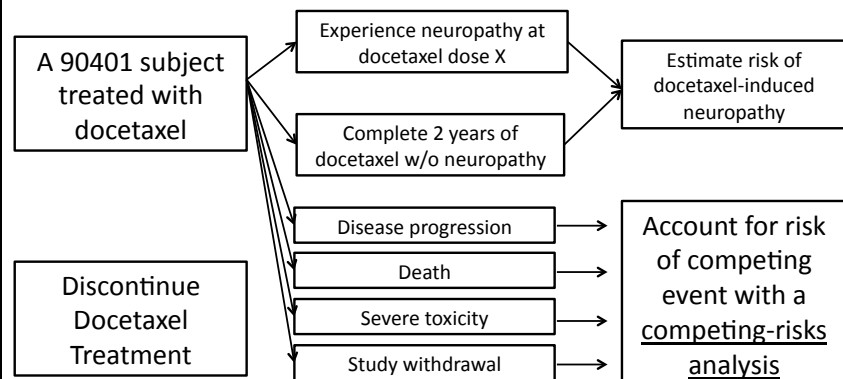 A 90401 subject
treated with
docetaxel
Experience neuropathy at
docetaxel dose X
Complete 2 years of
docetaxel w/o neuropathy
Estimate risk of
docetaxel-induced
neuropathy
Discontinue
Docetaxel
Treatment
Disease progression
Death
Severe toxicity
Study withdrawal
Account for risk
of competing
event with a
competing-risks
analysis